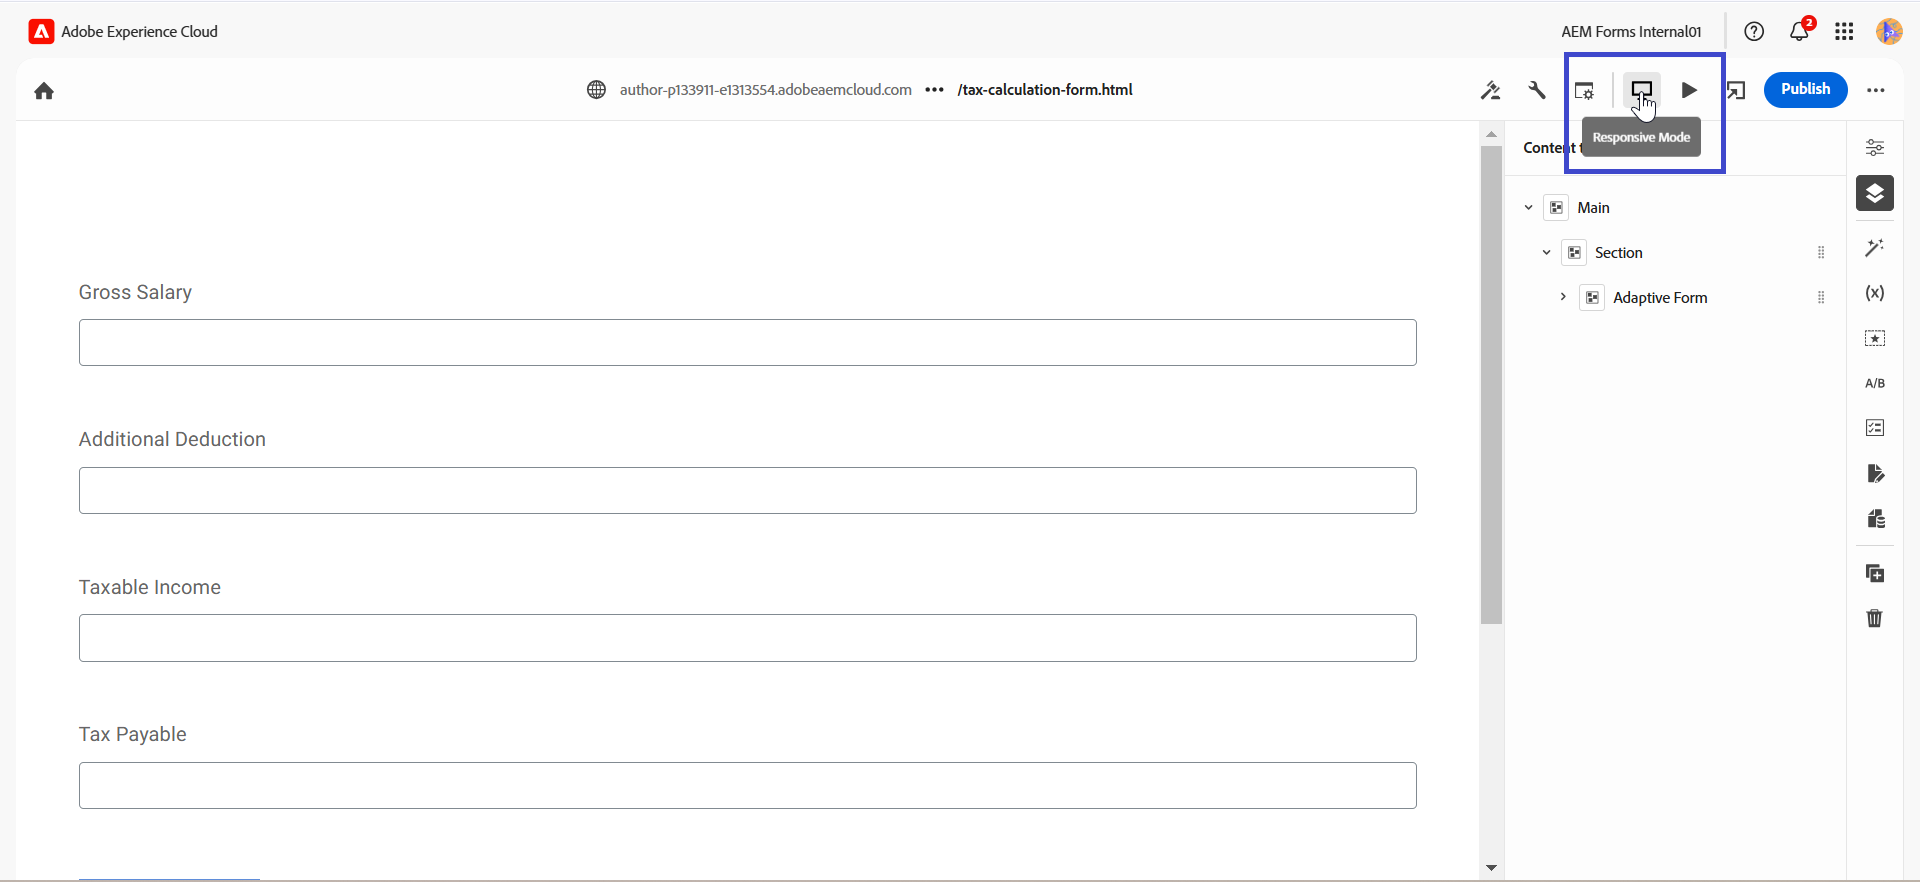 Adobe Experience Cloud
AEM Forms Internal01
2
author-p133911-e1313554.adobeaemcloud.com ••• /tax-calculation-form.html
Publish
Responsive Mode
Content t
Main
Section
Adaptive Form
(x)
A/B
Gross Salary
Additional Deduction
Taxable Income
Tax Payable